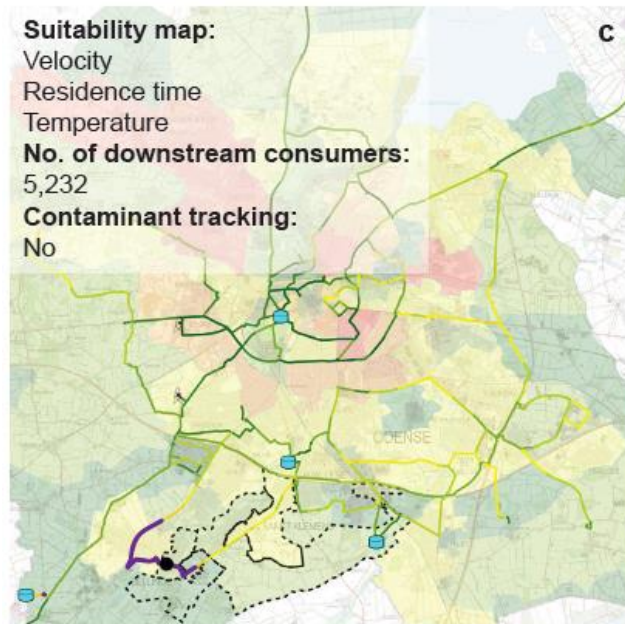 Suitability map:
c
Velocity
Residence time
Temperature
No. of downstream consumers:
5,232
Contaminant tracking:
No
ODENSE